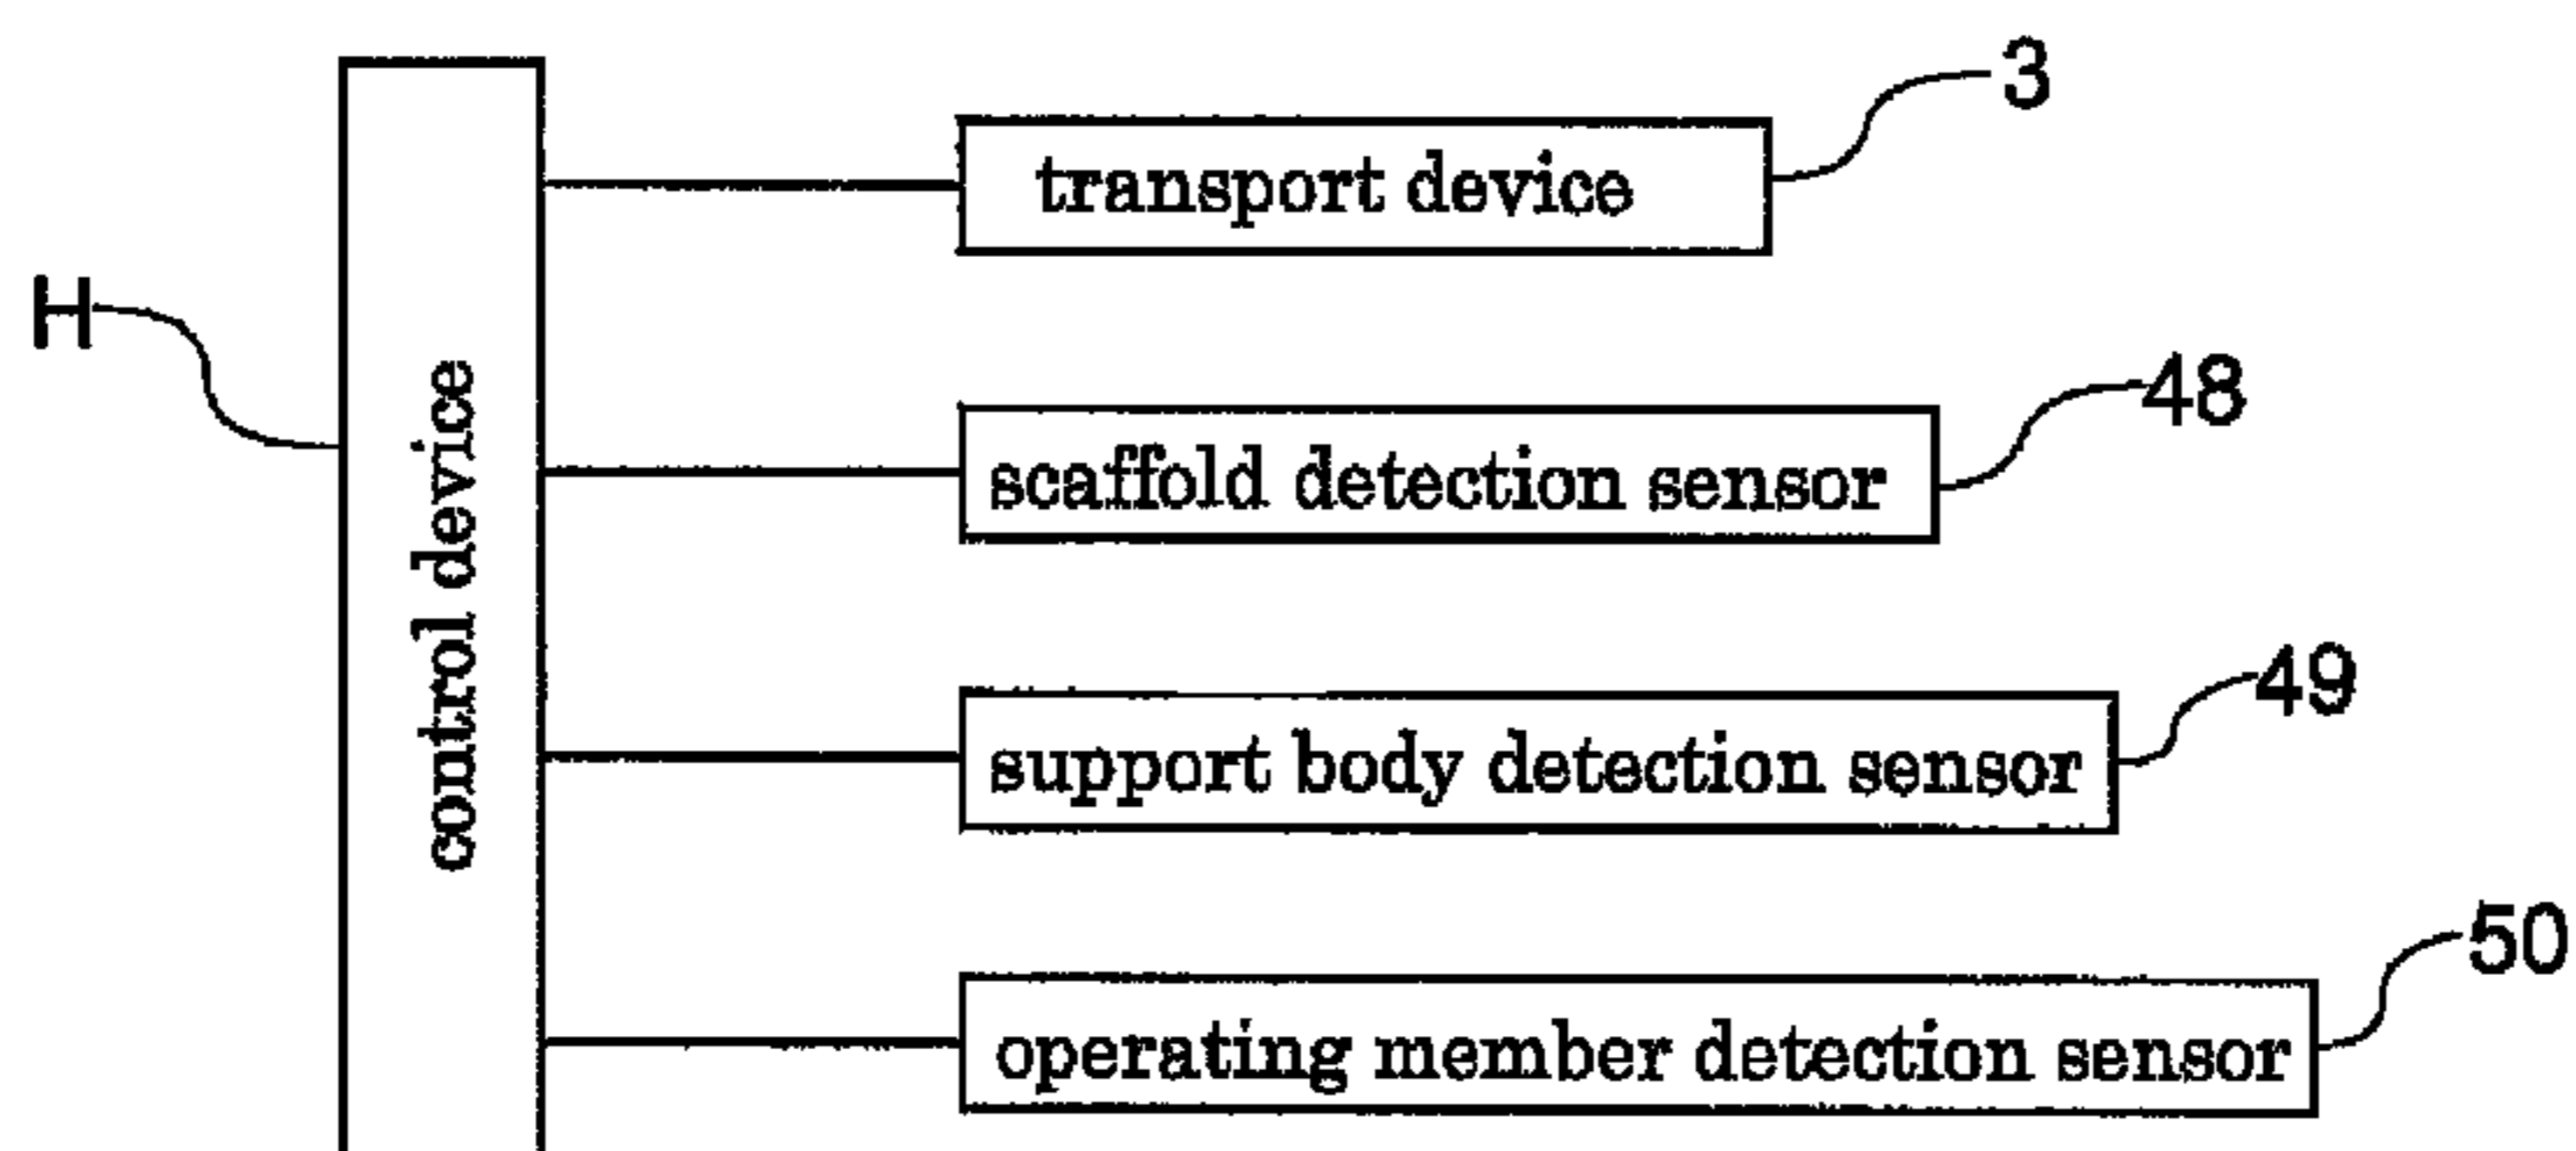 3
transport device
H
control device
48
scaffold detection sensor
49
support body detection sensor
50
operating member detection sensor